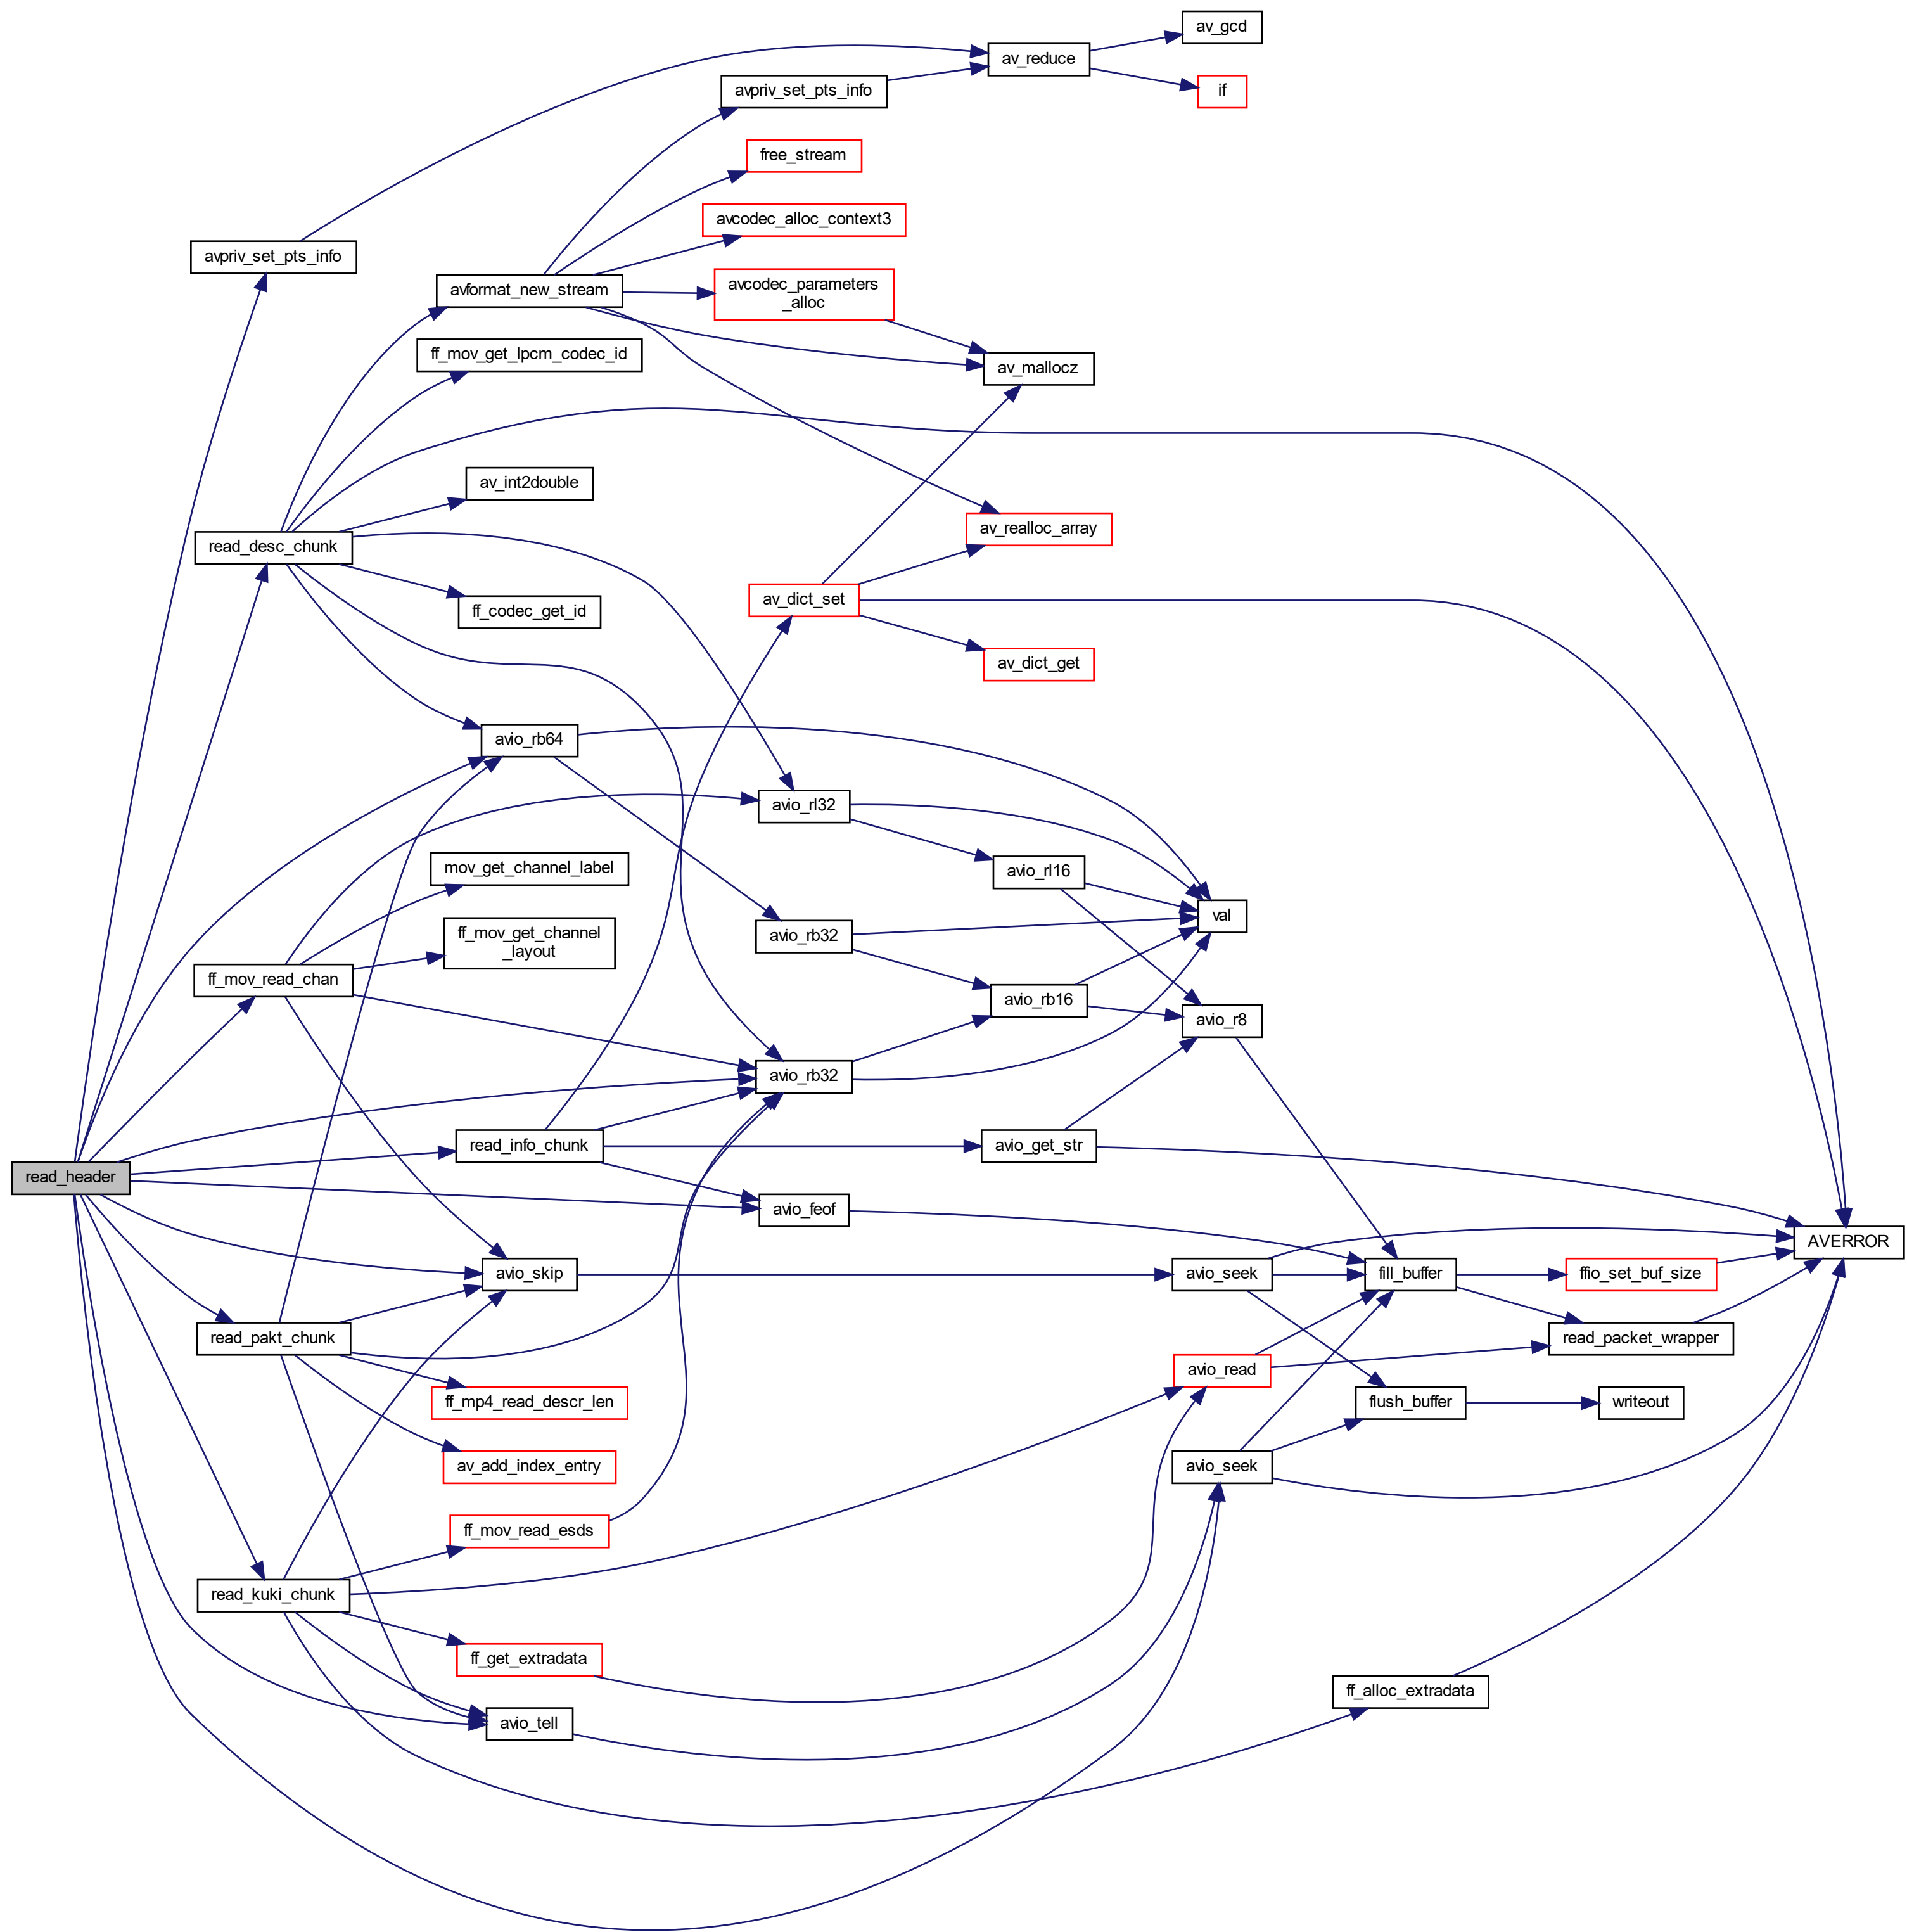 av_gcd
av_reduce
if
avpriv_set_pts_info
free_stream
avcodec_alloc_context3
avpriv_set_pts_info
avformat_new_stream
avcodec_parameters
_alloc
ff_mov_get_lpcm_codec_id
av_mallocz
av_int2double
read_desc_chunk
av_realloc_array
ff_codec_get_id
av_dict_set
av_dict_get
avio_rb64
avio_rl32
mov_get_channel_label
avio_rl16
ff_mov_get_channel
_layout
val
avio_rb32
ff_mov_read_chan
avio_rb16
avio_r8
avio_rb32
read_info_chunk
avio_get_str
read_header
avio_feof
AVERROR
avio_skip
avio_seek
fill_buffer
ffio_set_buf_size
read_pakt_chunk
read_packet_wrapper
avio_read
ff_mp4_read_descr_len
flush_buffer
writeout
av_add_index_entry
avio_seek
ff_mov_read_esds
read_kuki_chunk
ff_get_extradata
ff_alloc_extradata
avio_tell